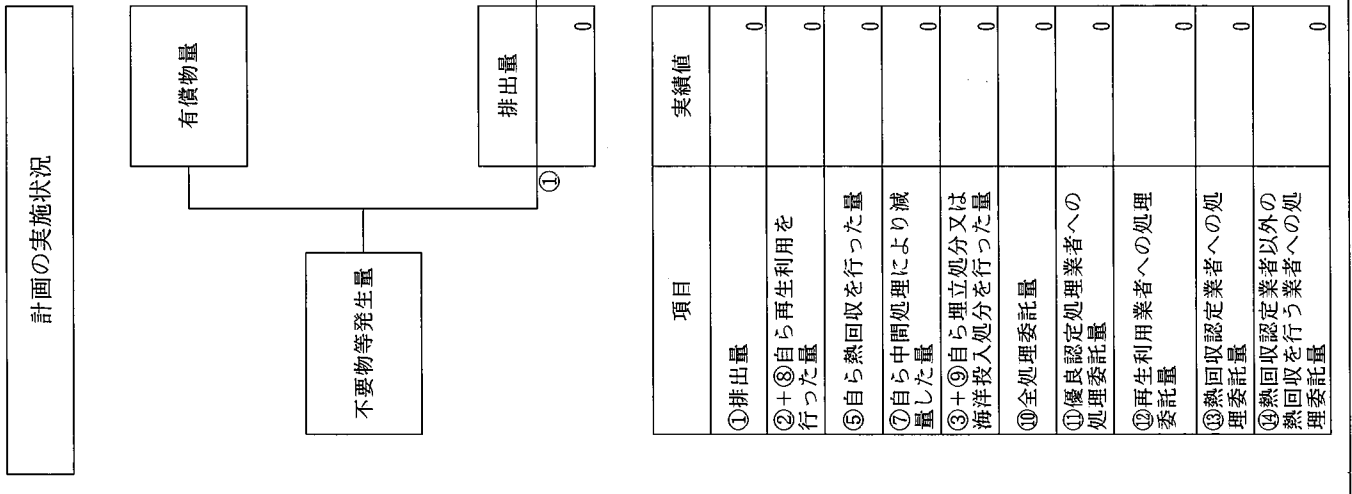 計画の実施状況
有償物量
不要物等発生量
①
排出量
0
項目
実績値
①排出量
0
②+⑧自ら再生利用を
行った量
0
⑤自ら熱回収を行った量
0
⑦自ら中間処理により減
量した量
0
③+⑨自ら埋立処分又は
海洋投入処分を行った量
0
⑩全処理委託量
0
⑪優良認定処理業者への
処理委託量
0
⑫再生利用業者への処理
委託量
0
⑬熱回収認定業者への処
理委託量
0
⑭熱回収認定業者以外の
熱回収を行う業者への処
理委託量
0